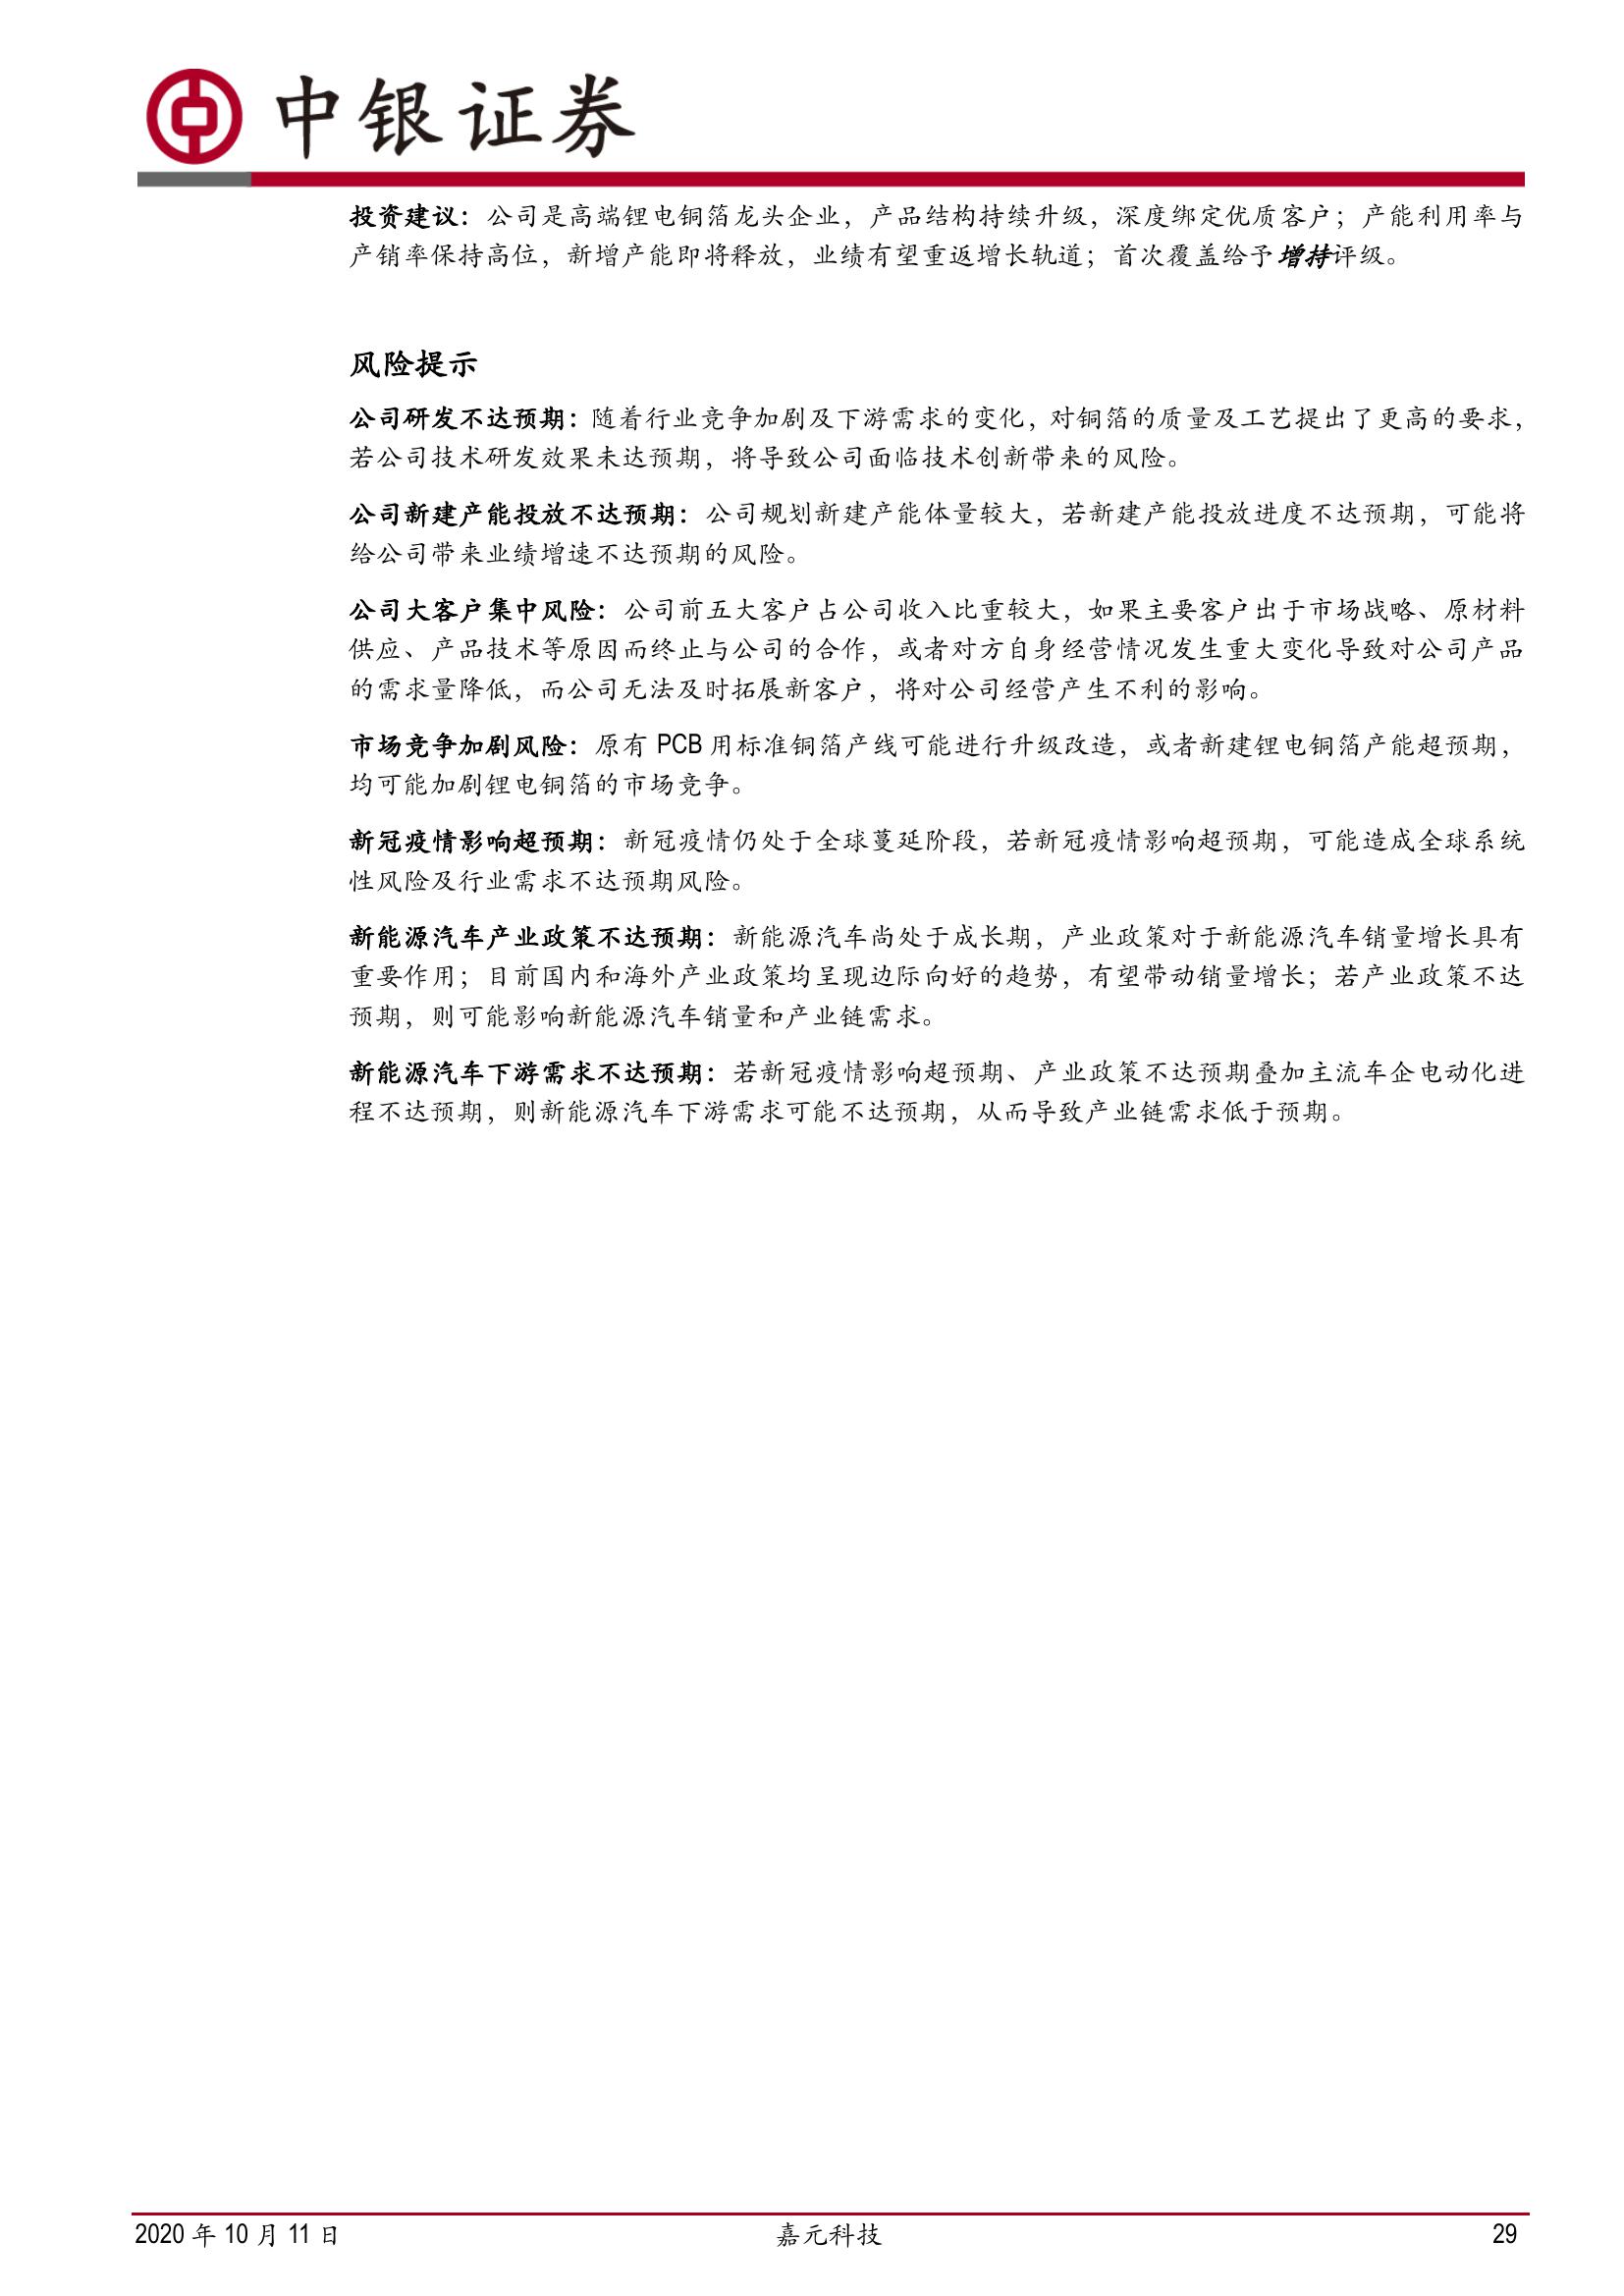 中银证券
投资建议：公司是高端锂电铜箔龙头企业，产品结构持续升级，深度绑定优质客户；产能利用率与
产销率保持高位，新增产能即将释放，业绩有望重返增长轨道；首次覆盖给予增持评级。
风险提示
公司研发不达预期：随着行业竞争加剧及下游需求的变化，对铜箔的质量及工艺提出了更高的要求，
若公司技术研发效果未达预期，将导致公司面临技术创新带来的风险。
公司新建产能投放不达预期：公司规划新建产能体量较大，若新建产能投放进度不达预期，可能将
给公司带来业绩增速不达预期的风险。
公司大客户集中风险：公司前五大客户占公司收入比重较大，如果主要客户出于市场战略、原材料
供应、产品技术等原因而终止与公司的合作，或者对方自身经营情况发生重大变化导致对公司产品
的需求量降低，而公司无法及时拓展新客户，将对公司经营产生不利的影响。
市场竞争加剧风险：原有 PCB 用标准铜箔产线可能进行升级改造，或者新建锂电铜箔产能超预期，
均可能加剧锂电铜箔的市场竞争。
新冠疫情影响超预期：新冠疫情仍处于全球蔓延阶段，若新冠疫情影响超预期，可能造成全球系统
性风险及行业需求不达预期风险。
新能源汽车产业政策不达预期：新能源汽车尚处于成长期，产业政策对于新能源汽车销量增长具有
重要作用；目前国内和海外产业政策均呈现边际向好的趋势，有望带动销量增长；若产业政策不达
预期，则可能影响新能源汽车销量和产业链需求。
新能源汽车下游需求不达预期：若新冠疫情影响超预期、产业政策不达预期叠加主流车企电动化进
程不达预期，则新能源汽车下游需求可能不达预期，从而导致产业链需求低于预期。
2020 年 10 月 11 日
嘉元科技
29